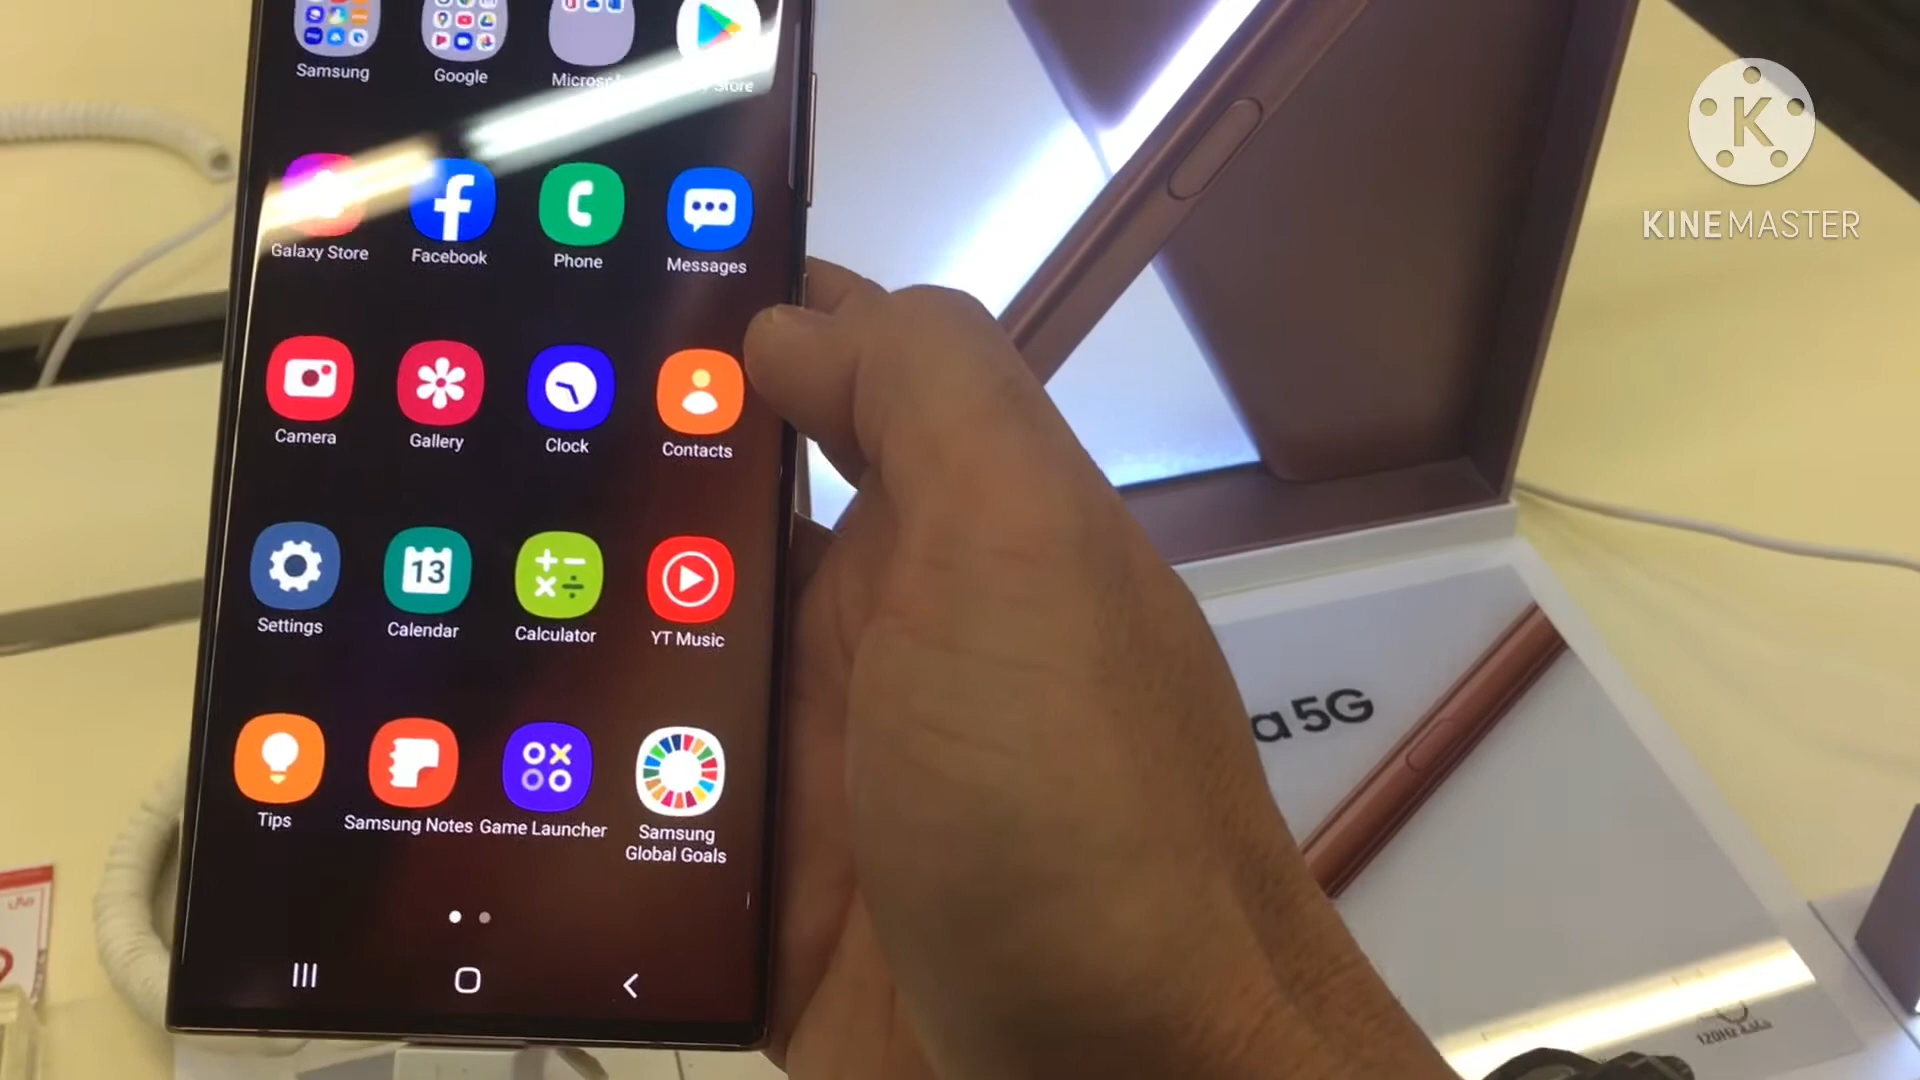 Samsung
Google
KINEMASTER
Galaxy Store
Facebook
Phone
Messages
Camera
Gallery
Clock
Contacts
Settings
13
Calendar
Calculator
YT Music
a 5G
Tips
Samsung Notes
Game Launcher
Samsung
Global Goals
120Hz